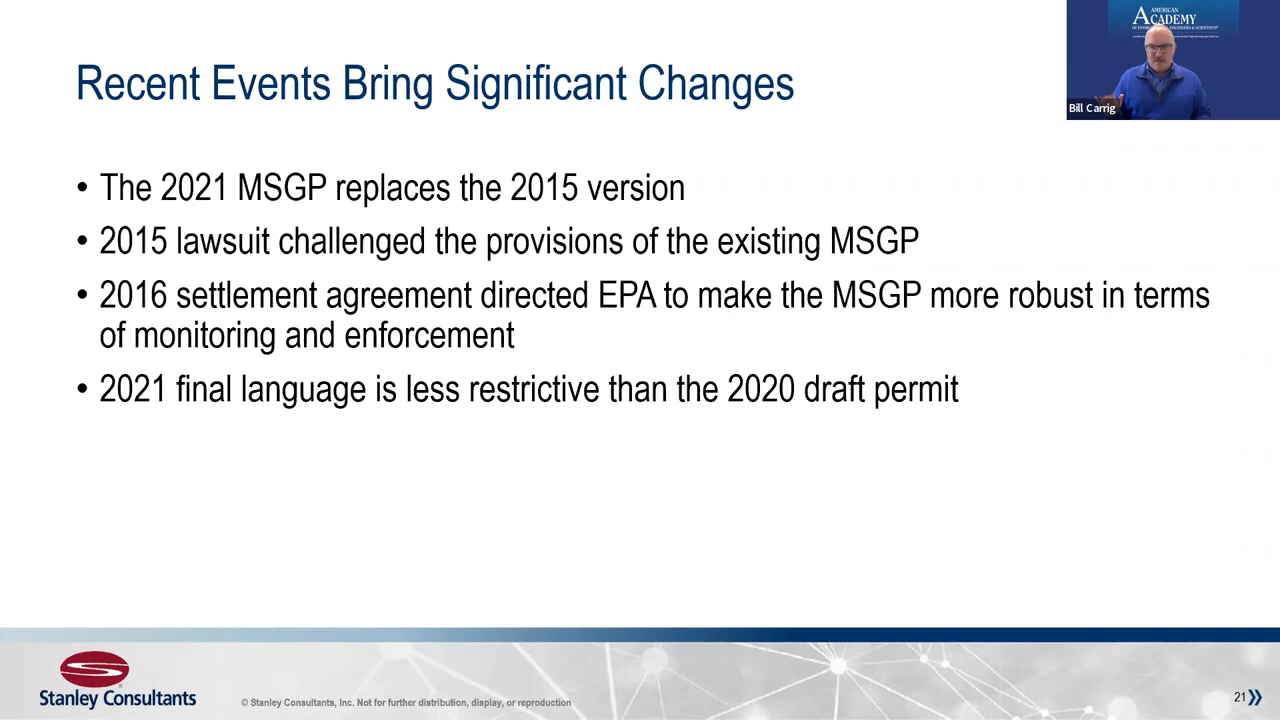 Recent Events Bring Significant Changes
AMERICAN
ACADEMY
Bill Carrig
• The 2021 MSGP replaces the 2015 version
• 2015 lawsuit challenged the provisions of the existing MSGP
• 2016 settlement agreement directed EPA to make the MSGP more robust in terms
of monitoring and enforcement
• 2021 final language is less restrictive than the 2020 draft permit
Stanley Consultants
© Stanley Consultants, Inc. Not for further distribution, display, or reproduction
21